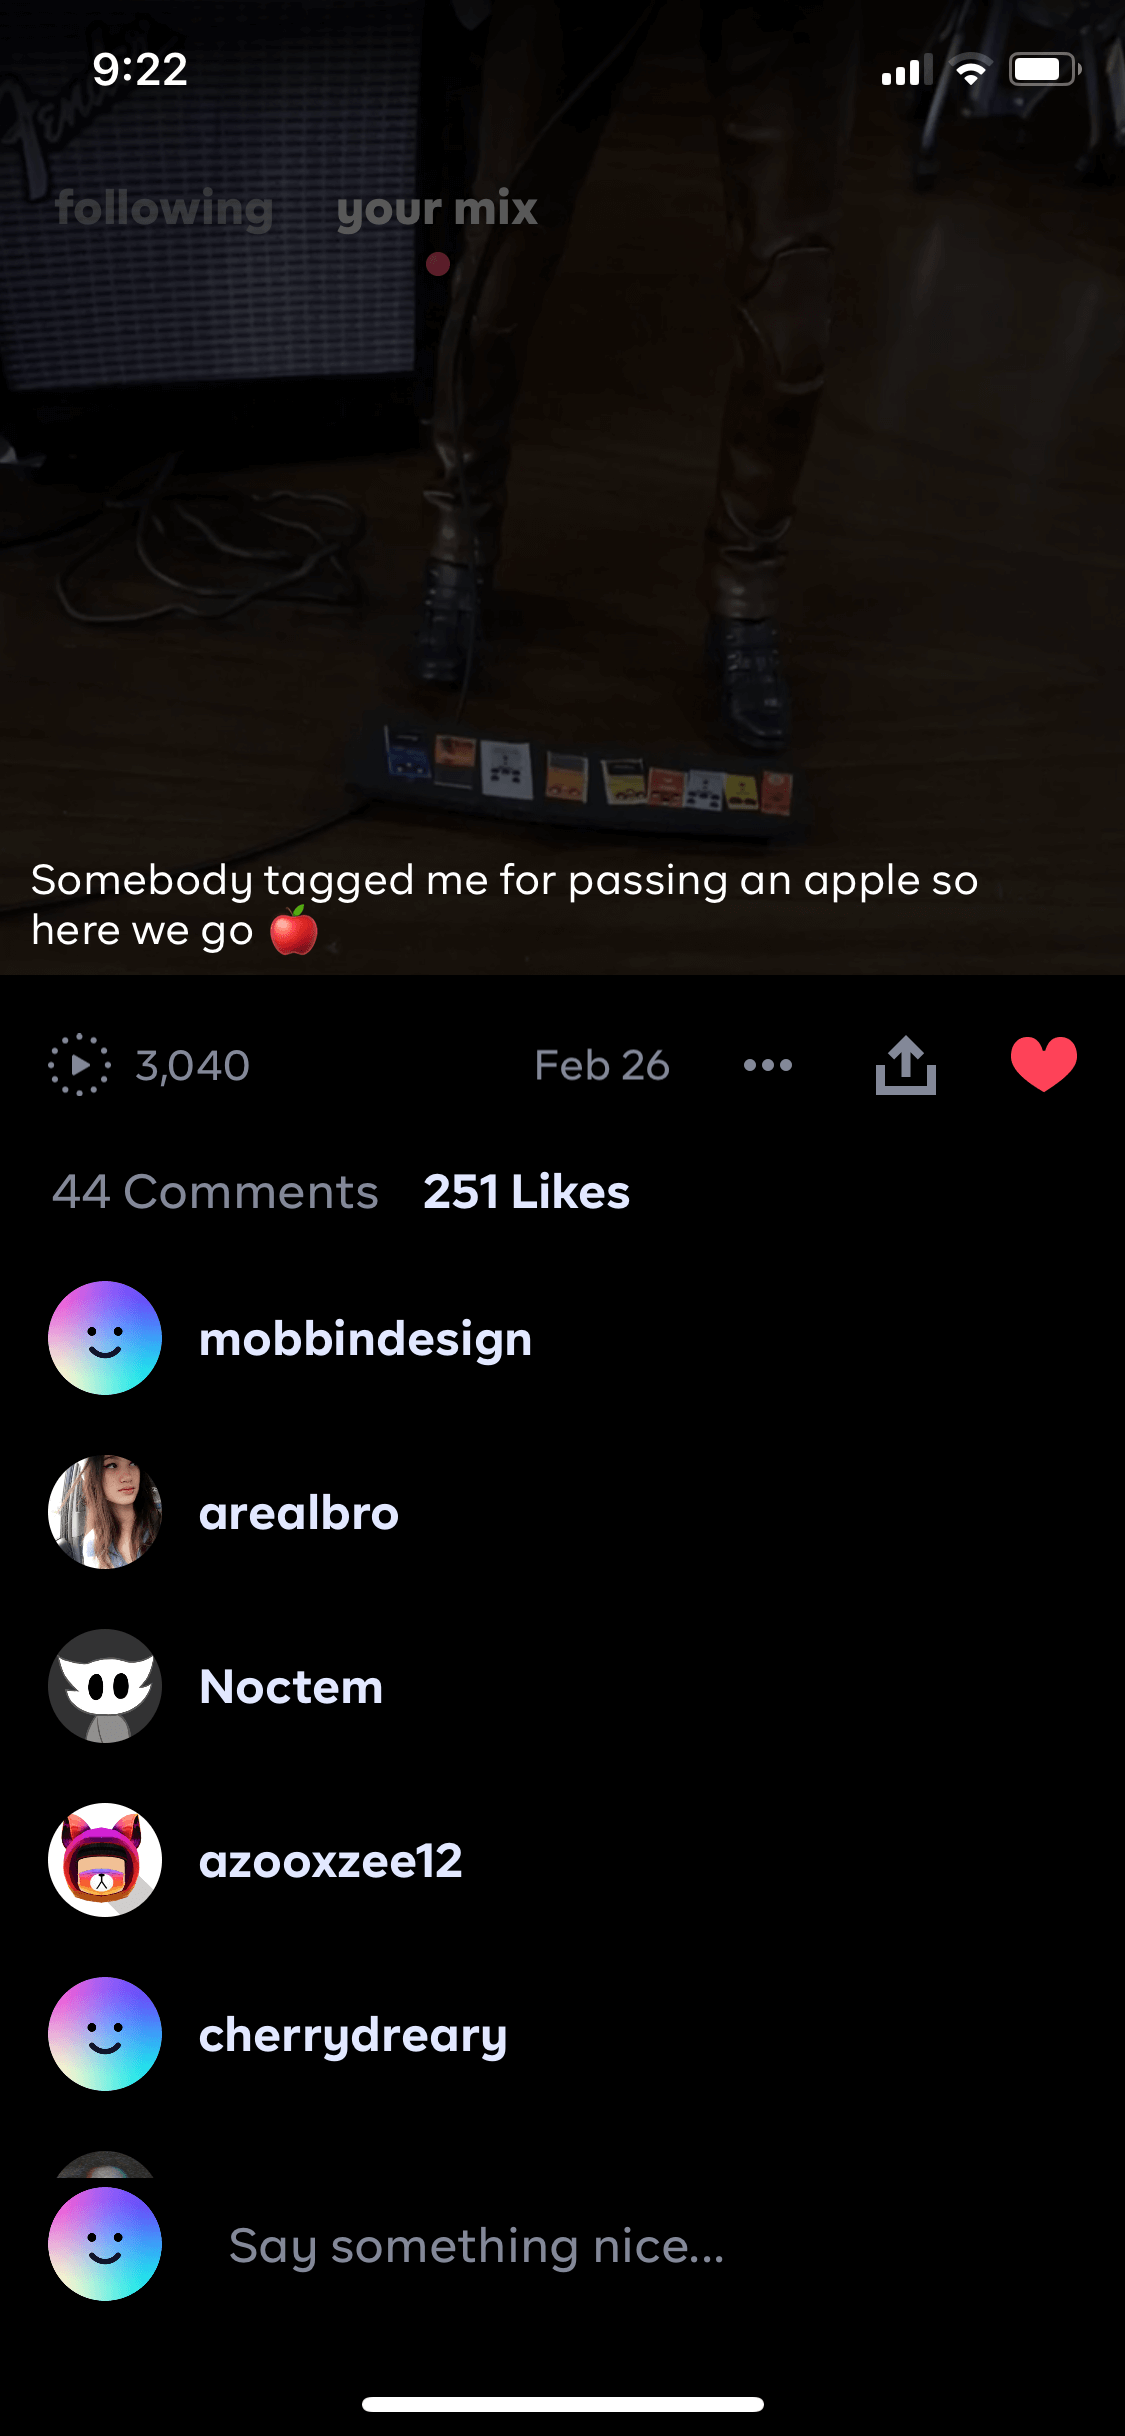 9:22
following your mix
Somebody tagged me for passing an apple so
here we go 🍎
3,040 Feb 26
44 Comments 251 Likes
mobbindesign
arealbro
Noctem
azooxzee12
cherrydreary
Say something nice...